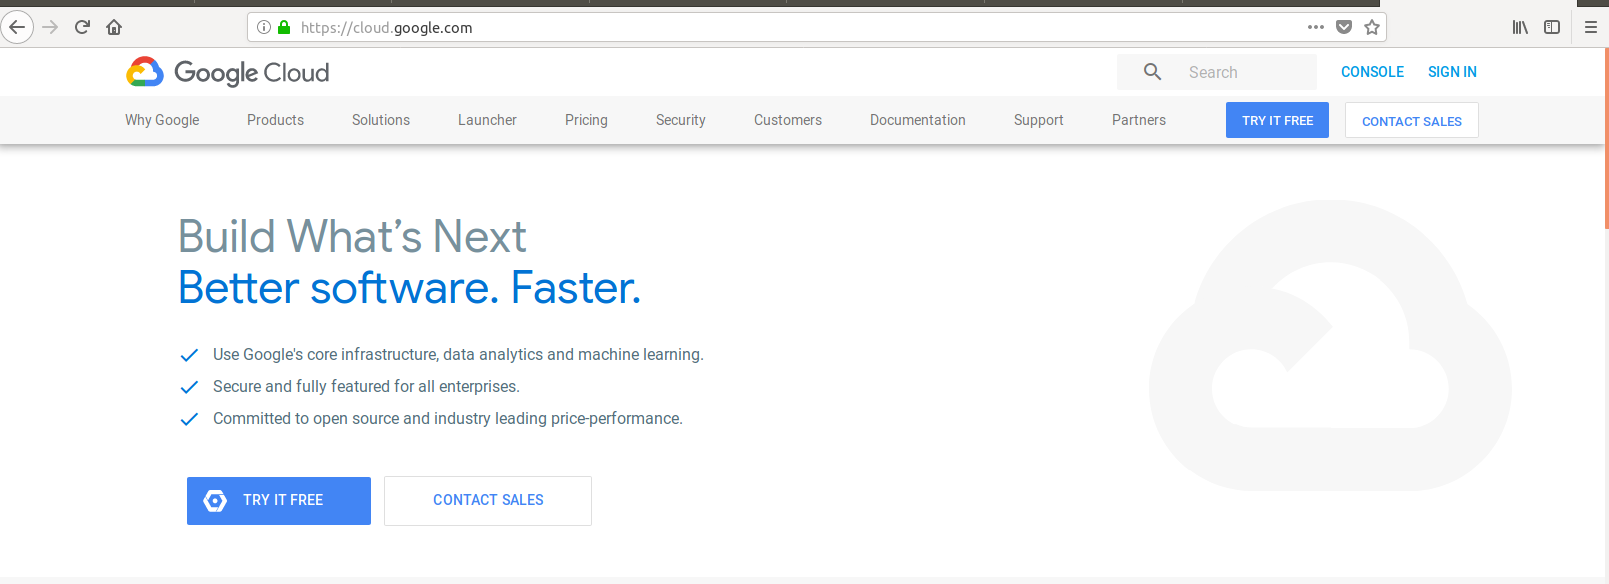 https://cloud.google.com
Google Cloud
Search
CONSOLE
SIGN IN
Why Google
Products
Solutions
Launcher
Pricing
Security
Customers
Documentation
Support
Partners
TRY IT FREE
CONTACT SALES
Build What’s Next
Better software. Faster.
Use Google's core infrastructure, data analytics and machine learning.
Secure and fully featured for all enterprises.
Committed to open source and industry leading price-performance.
TRY IT FREE
CONTACT SALES